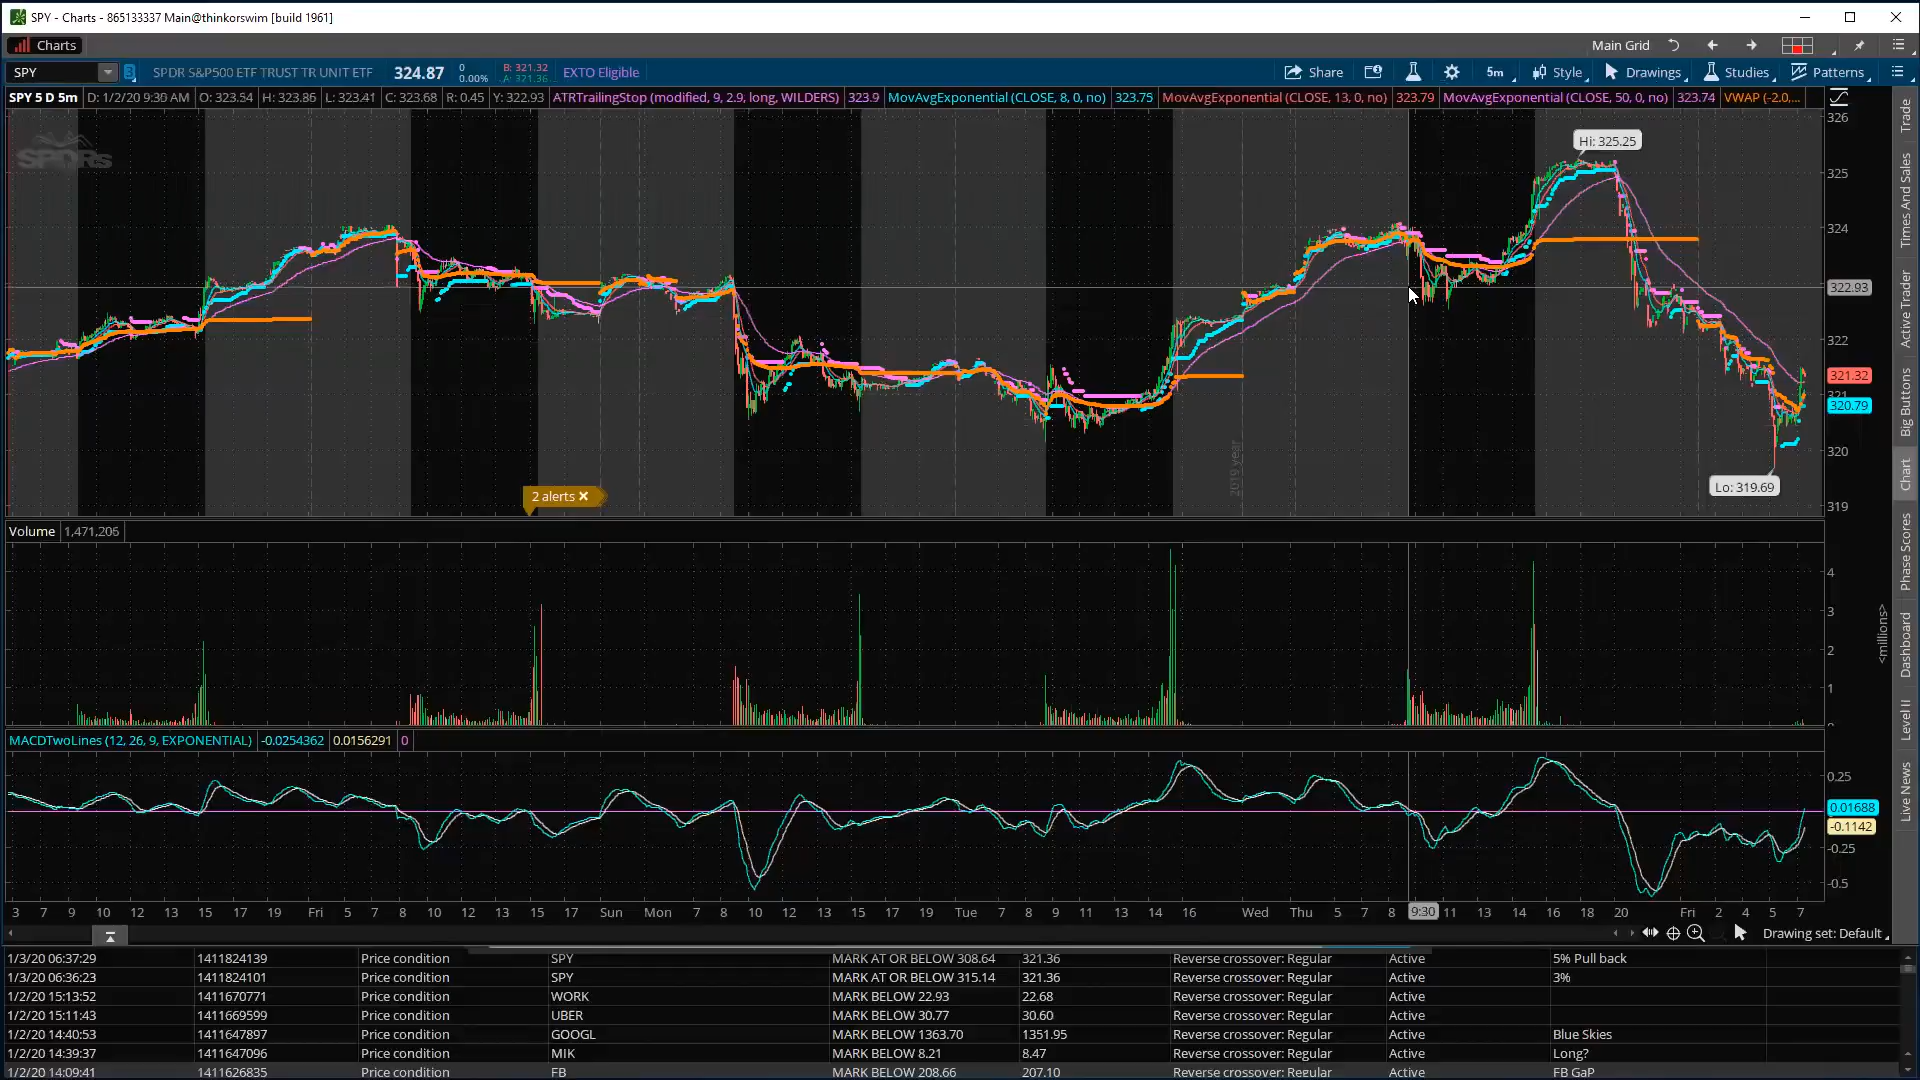 SPY - Charts - 865133337 Main@thinkorswim [build 1961]
Charts
Main Grid
SPY
3
SPDR S&P500 ETF TRUST TR UNIT ETF
324.87
0
0.00%
B: 321.32
A: 321.36
EXTO Eligible
Share
5m
Style
Drawings
Studies
Patterns
SPY 5 D 5m
D: 1/2/20 9:30 AM
O: 323.54
H: 323.86
L: 323.41
C: 323.68
R: 0.45
Y: 322.93
ATRTrailingStop (modified, 9, 2.9, long, WILDERS)
323.9
MovAvgExponential (CLOSE, 8, 0, no)
323.75
MovAvgExponential (CLOSE, 13, 0, no)
323.79
MovAvgExponential (CLOSE, 50, 0, no)
323.74
VWAP (-2.0,...
SPDRs
Hi: 325.25
Lo: 319.69
2019 year
2 alerts
326
325
324
322.93
322
321.32
321
320.79
320
319
Volume
1,471,206
4
3
2
1
<millions>
MACDTwoLines (12, 26, 9, EXPONENTIAL)
-0.0254362
0.0156291
0
0.25
0.01688
-0.1142
-0.25
-0.5
3 7 9 10 12 13 15 17 19 Fri 5 7 8 10 12 13 15 17 Sun Mon 7 8 10 12 13 15 17 19 Tue 7 8 9 11 13 14 16 Wed Thu 5 7 8 9:30 11 13 14 16 18 20 Fri 2 4 5 7
Drawing set: Default
Trade
Times And Sales
Active Trader
Big Buttons
Chart
Phase Scores
Dashboard
Level II
Live News
1/3/20 06:37:29 1411824139 Price condition SPY MARK AT OR BELOW 308.64 321.36 Reverse crossover: Regular Active 5% Pull back
1/3/20 06:36:23 1411824101 Price condition SPY MARK AT OR BELOW 315.14 321.36 Reverse crossover: Regular Active 3%
1/2/20 15:13:52 1411670771 Price condition WORK MARK BELOW 22.93 22.68 Reverse crossover: Regular Active
1/2/20 15:11:43 1411669599 Price condition UBER MARK BELOW 30.77 30.60 Reverse crossover: Regular Active
1/2/20 14:40:53 1411647897 Price condition GOOGL MARK BELOW 1363.70 1351.95 Reverse crossover: Regular Active Blue Skies
1/2/20 14:39:37 1411647096 Price condition MIK MARK BELOW 8.21 8.47 Reverse crossover: Regular Active Long?
1/2/20 14:09:41 1411626835 Price condition FB MARK BELOW 208.66 207.10 Reverse crossover: Regular Active FB GaP